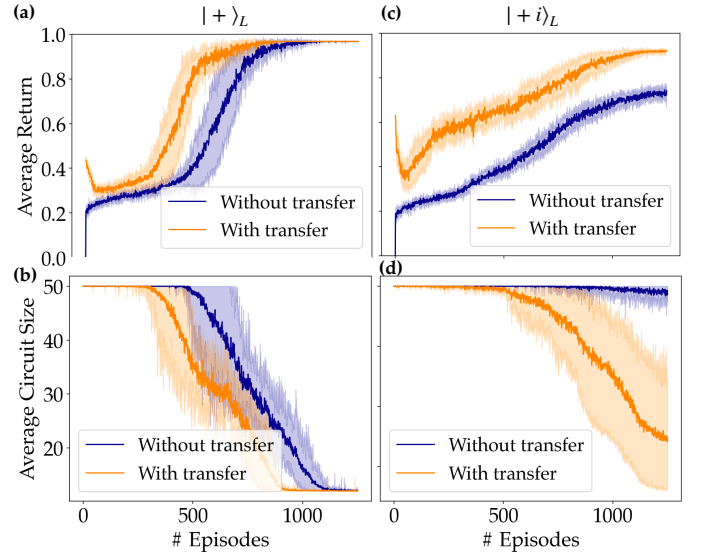 (a)
| + ⟩L
(c)
| + i⟩L
1.0
0.8
0.6
0.4
0.2
0.0
Average Return
Without transfer
With transfer
Without transfer
With transfer
500
1000
(b)
(d)
50
40
30
20
Average Circuit Size
Without transfer
With transfer
Without transfer
With transfer
0
500
1000
0
500
1000
# Episodes
# Episodes